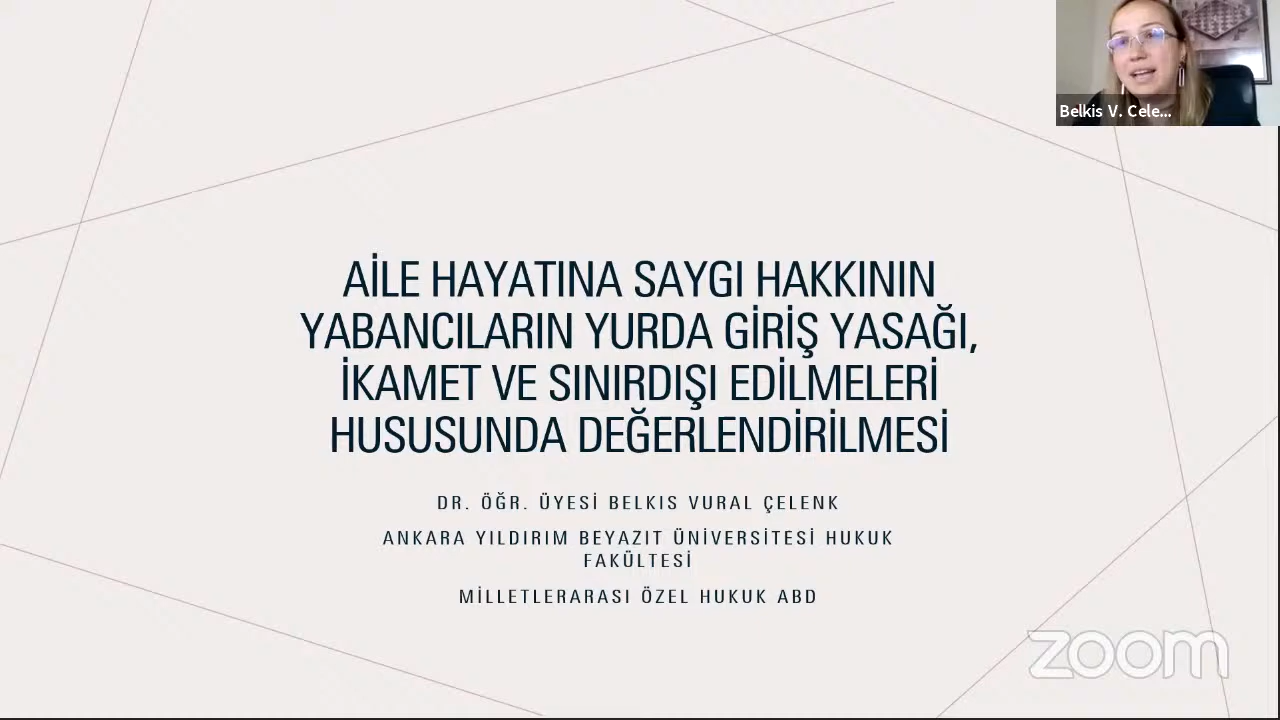 Belkis V. Cele...
AİLE HAYATINA SAYGI HAKKININ
YABANCILARIN YURDA GİRİŞ YASAĞI,
İKAMET VE SINIRDIŞI EDİLMELERİ
HUSUSUNDA DEĞERLENDİRİLMESİ
DR. ÖĞR. ÜYESİ BELKIS VURAL ÇELENK
ANKARA YILDIRIM BEYAZIT ÜNİVERSİTESİ HUKUK
FAKÜLTESİ
MİLLETLERARASI ÖZEL HUKUK ABD
zoom